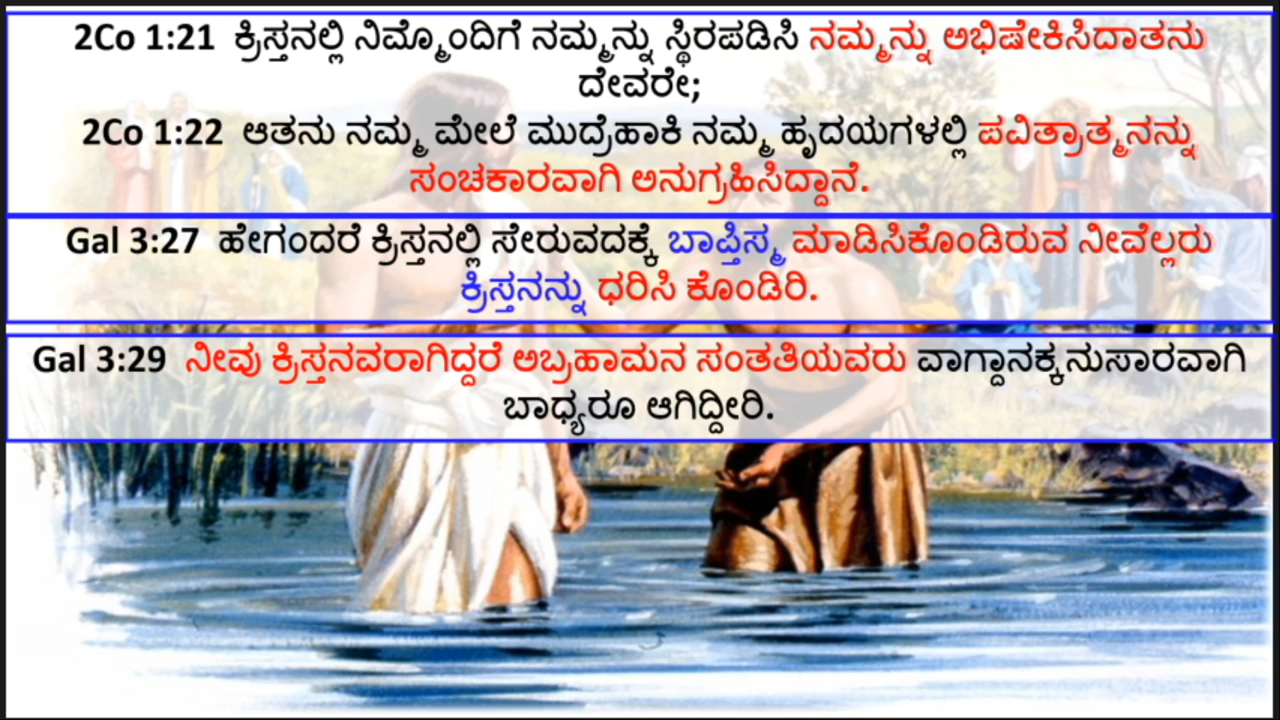 2Co 1:21 ಕ್ರಿಸ್ತನಲ್ಲಿ ನಿಮ್ಮೊಂದಿಗೆ ನಮ್ಮನ್ನು ಸ್ಥಿರಪಡಿಸಿ ನಮ್ಮನ್ನು ಅಭಿಷೇಕಿಸಿದಾತನು
ದೇವರೇ;
2Co 1:22 ಆತನು ನಮ್ಮ ಮೇಲೆ ಮುದ್ರೆಹಾಕಿ ನಮ್ಮ ಹೃದಯಗಳಲ್ಲಿ ಪವಿತ್ರಾತ್ಮನನ್ನು
ಸಂಚಕಾರವಾಗಿ ಅನುಗ್ರಹಿಸಿದ್ದಾನೆ.
Gal 3:27 ಹೇಗಂದರೆ ಕ್ರಿಸ್ತನಲ್ಲಿ ಸೇರುವದಕ್ಕೆ ಬಾಪ್ತಿಸ್ಮ ಮಾಡಿಸಿಕೊಂಡಿರುವ ನೀವೆಲ್ಲರು
ಕ್ರಿಸ್ತನನ್ನು ಧರಿಸಿ ಕೊಂಡಿರಿ.
Gal 3:29 ನೀವು ಕ್ರಿಸ್ತನವರಾಗಿದ್ದರೆ ಅಬ್ರಹಾಮನ ಸಂತತಿಯವರು ವಾಗ್ದಾನಕ್ಕನುಸಾರವಾಗಿ
ಬಾಧ್ಯರೂ ಆಗಿದ್ದೀರಿ.